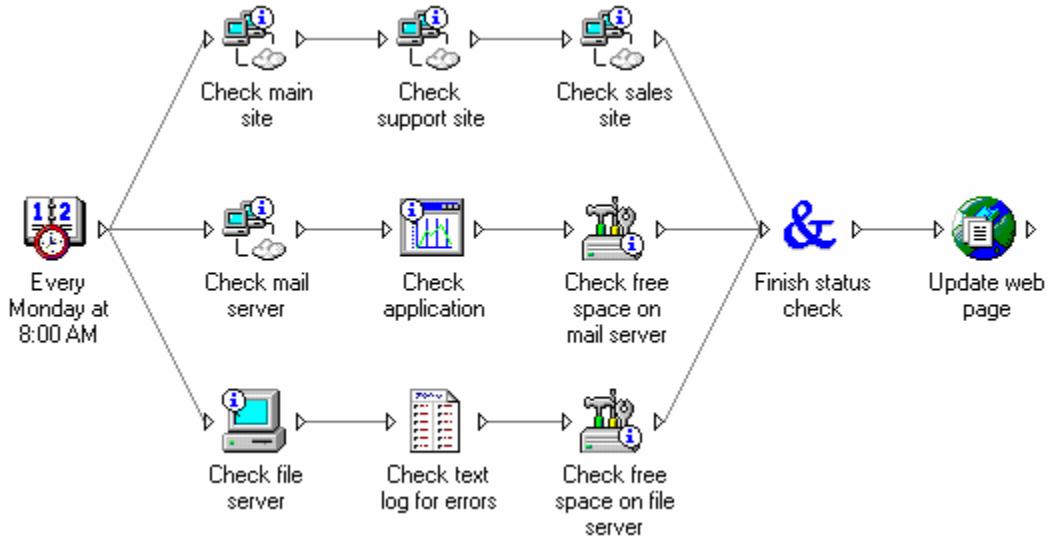 Check main
site
Check
support site
Check sales
site
1 2
Every
Monday at
8:00 AM
Check mail
server
Check
application
Check free
space on
mail server
&
Finish status
check
Update web
page
Check file
server
Check text
log for errors
Check free
space on file
server